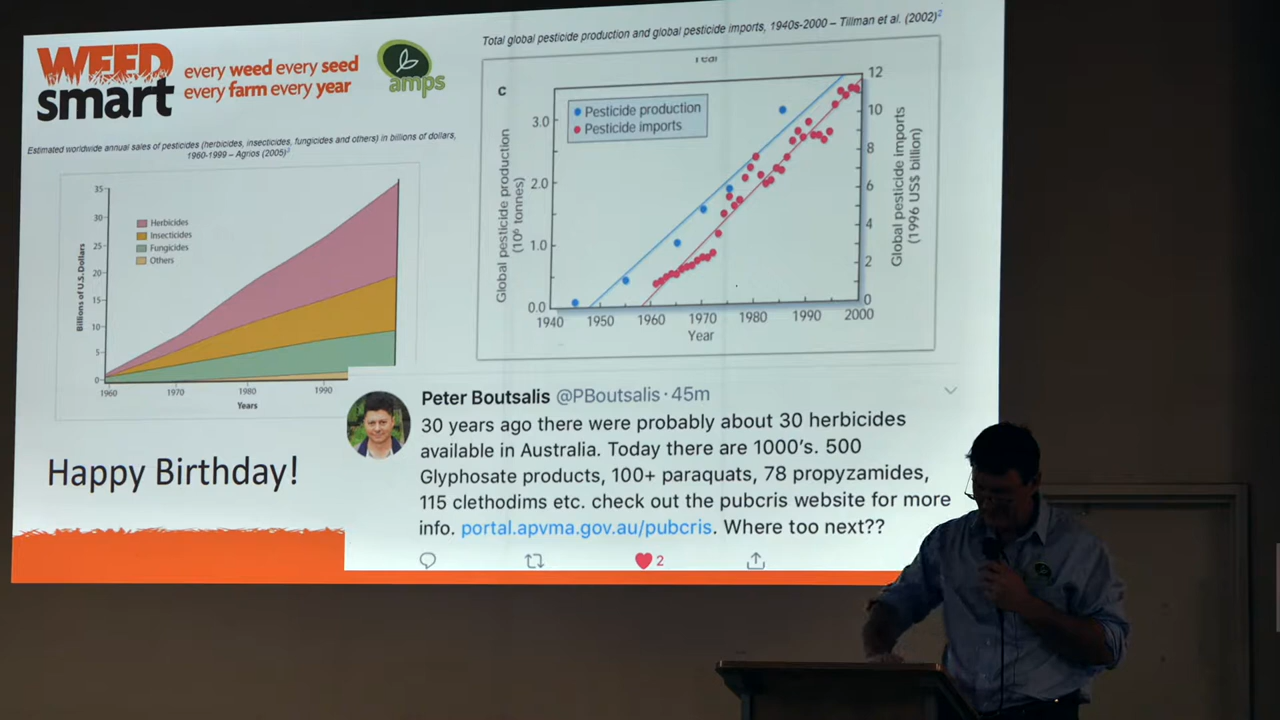 WEED
smart
every weed every seed
every farm every year
amps
Estimated worldwide annual sales of pesticides (herbicides, insecticides, fungicides and others) in billions of dollars,
1960-1999 – Agrios (2005)
35
30
25
20
15
10
5
0
Billions of U.S. Dollars
Herbicides
Insecticides
Fungicides
Others
1960
1970
1980
1990
Years
Happy Birthday!
Total global pesticide production and global pesticide imports, 1940s-2000 – Tillman et al. (2002)²
Year
c
Pesticide production
Pesticide imports
3.0
2.0
1.0
0.0
Global pesticide production
(10⁶ tonnes)
12
10
8
6
4
2
0
Global pesticide imports
(1996 US$ billion)
1940
1950
1960
1970
1980
1990
2000
Year
Peter Boutsalis @PBoutsalis · 45m
30 years ago there were probably about 30 herbicides
available in Australia. Today there are 1000's. 500
Glyphosate products, 100+ paraquats, 78 propyzamides,
115 clethodims etc. check out the pubcris website for more
info. portal.apvma.gov.au/pubcris. Where too next??
2